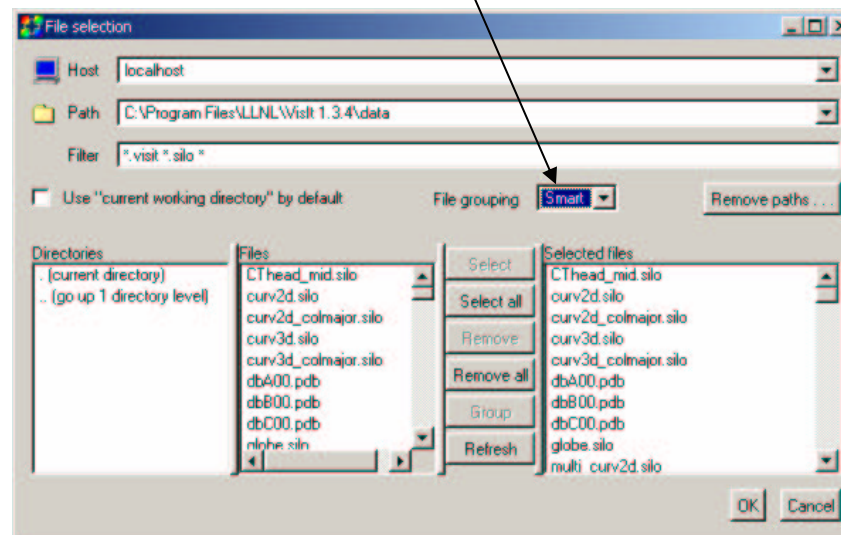 File selection
Host localhost
Path C:\Program Files\LLNL\VisIt 1.3.4\data
Filter *.visit *.silo *
Use "current working directory" by default File grouping Smart Remove paths . . .
Directories
. (current directory)
.. (go up 1 directory level)
Files
CThead_mid.silo
curv2d.silo
curv2d_colmajor.silo
curv3d.silo
curv3d_colmajor.silo
dbA00.pdb
dbB00.pdb
dbC00.pdb
globe.silo
Select
Select all
Remove
Remove all
Group
Refresh
Selected files
CThead_mid.silo
curv2d.silo
curv2d_colmajor.silo
curv3d.silo
curv3d_colmajor.silo
dbA00.pdb
dbB00.pdb
dbC00.pdb
globe.silo
multi_curv2d.silo
OK Cancel